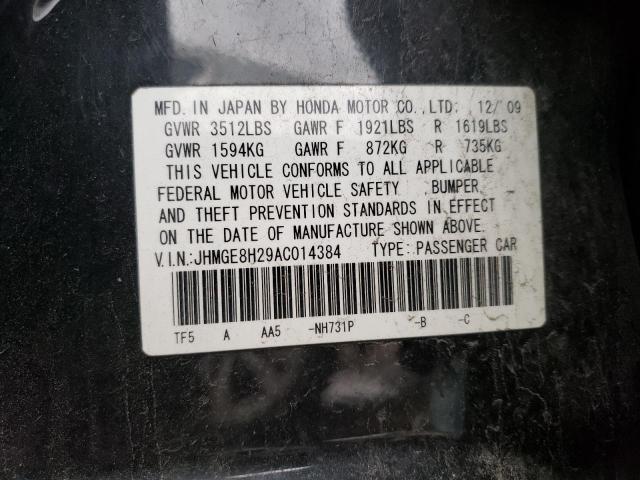 MFD. IN JAPAN BY HONDA MOTOR CO., LTD: 12/ 09
GVWR 3512LBS GAWR F 1921LBS R 1619LBS
GVWR 1594KG GAWR F 872KG R 735KG
THIS VEHICLE CONFORMS TO ALL APPLICABLE
FEDERAL MOTOR VEHICLE SAFETY , BUMPER,
AND THEFT PREVENTION STANDARDS IN EFFECT
ON THE DATE OF MANUFACTURE SHOWN ABOVE.
V.I.N.:JHMGE8H29AC014384 TYPE: PASSENGER CAR
TF5 A AA5 -NH731P -B -C